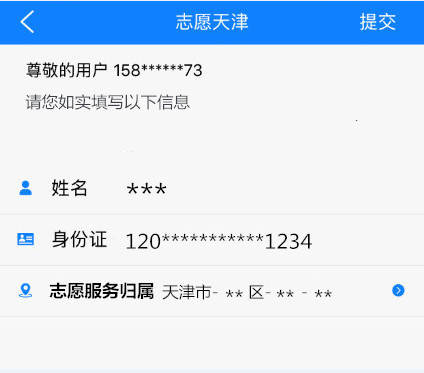 志愿天津 提交
尊敬的用户 158******73
请您如实填写以下信息
姓名 ***
身份证 120***********1234
志愿服务归属 天津市- ** 区- ** - **